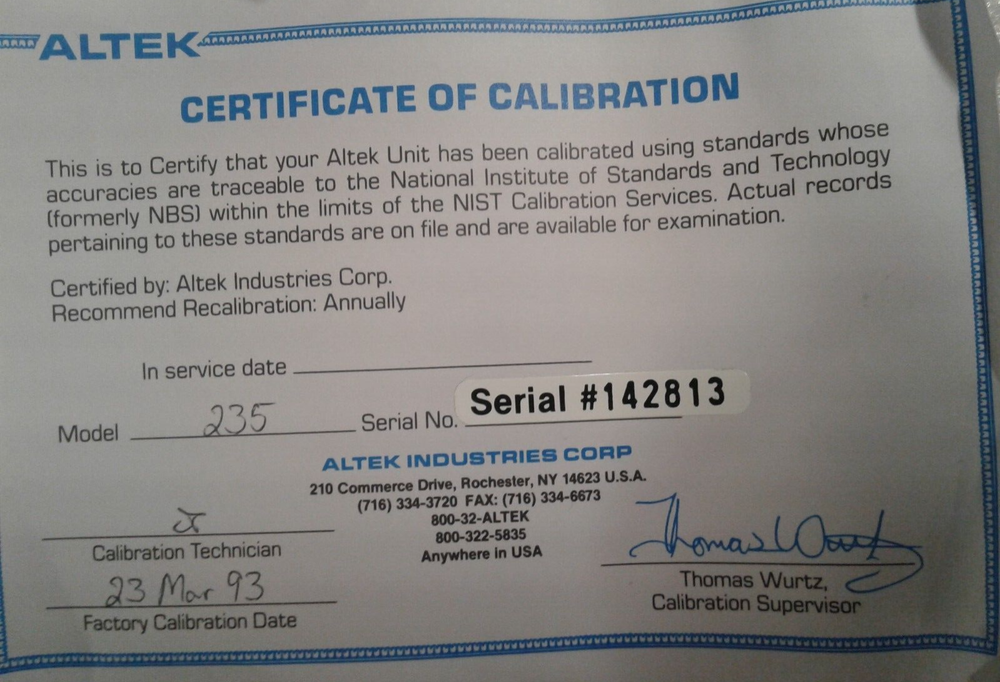 ALTEK
CERTIFICATE OF CALIBRATION
This is to Certify that your Altek Unit has been calibrated using standards whose
accuracies are traceable to the National Institute of Standards and Technology
(formerly NBS) within the limits of the NIST Calibration Services. Actual records
pertaining to these standards are on file and are available for examination.
Certified by: Altek Industries Corp.
Recommend Recalibration: Annually
In service date
Model 235 Serial No. Serial #142813
ALTEK INDUSTRIES CORP
210 Commerce Drive, Rochester, NY 14623 U.S.A.
(716) 334-3720 FAX: (716) 334-6673
800-32-ALTEK
800-322-5835
Anywhere in USA
Calibration Technician
23 Mar 93
Factory Calibration Date
Thomas Wurtz
Thomas Wurtz,
Calibration Supervisor